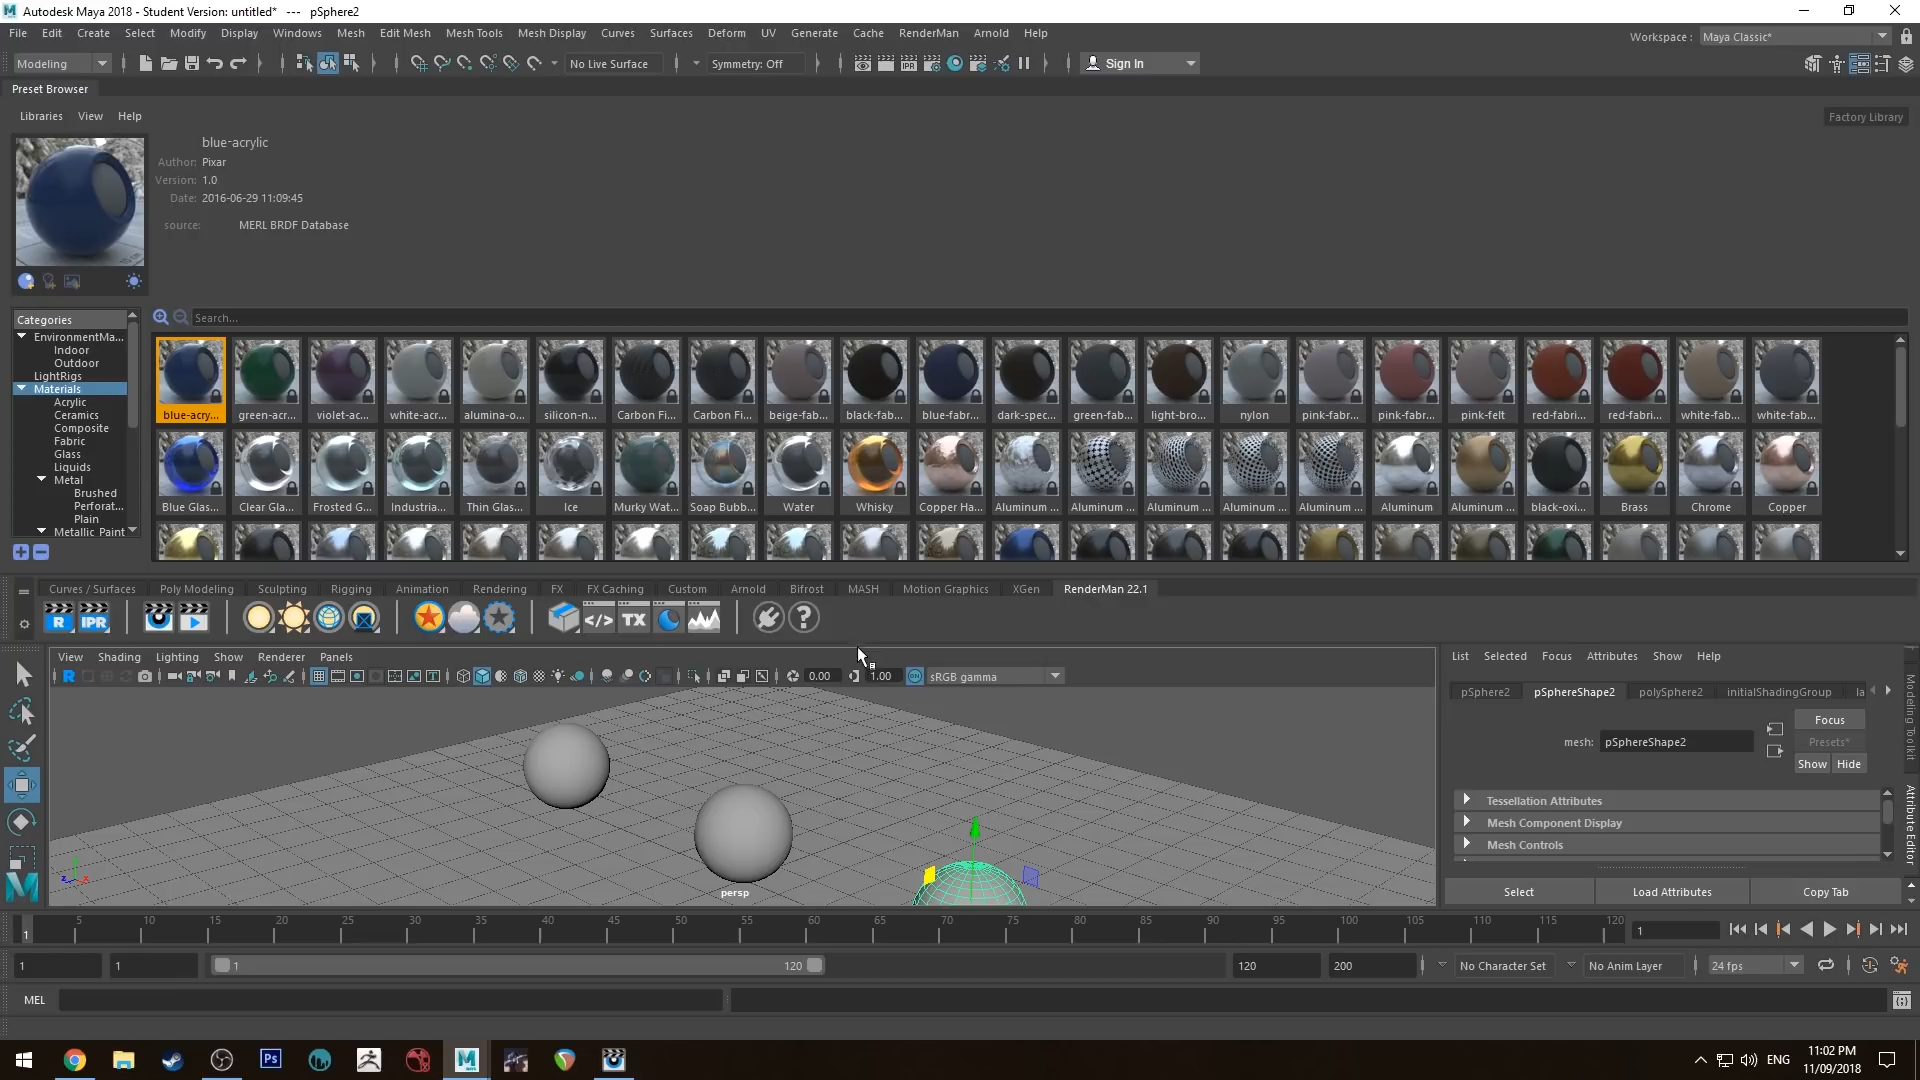 Autodesk Maya 2018 - Student Version: untitled* --- pSphere2
File Edit Create Select Modify Display Windows Mesh Edit Mesh Mesh Tools Mesh Display Curves Surfaces Deform UV Generate Cache RenderMan Arnold Help
Workspace : Maya Classic*
Modeling No Live Surface Symmetry: Off IPR Sign In
Preset Browser
Libraries View Help Factory Library
blue-acrylic
Author: Pixar
Version: 1.0
Date: 2016-06-29 11:09:45
source: MERL BRDF Database
Categories
Search...
EnvironmentMa...
Indoor
Outdoor
LightRigs
Materials
Acrylic
Ceramics
Composite
Fabric
Glass
Liquids
Metal
Brushed
Perforat...
Plain
Metallic Paint
blue-acry... green-acr... violet-ac... white-acr... alumina-o... silicon-n... Carbon Fi... Carbon Fi... beige-fab... black-fab... blue-fabr... dark-spec... green-fab... light-bro... nylon pink-fabr... pink-fabr... pink-felt red-fabri... red-fabri... white-fab... white-fab...
Blue Glas... Clear Gla... Frosted G... Industria... Thin Glas... Ice Murky Wat... Soap Bubb... Water Whisky Copper Ha... Aluminum ... Aluminum ... Aluminum ... Aluminum ... Aluminum ... Aluminum Aluminum ... black-oxi... Brass Chrome Copper
Curves / Surfaces Poly Modeling Sculpting Rigging Animation Rendering FX FX Caching Custom Arnold Bifrost MASH Motion Graphics XGen RenderMan 22.1
R IPR </> TX ?
View Shading Lighting Show Renderer Panels
R 0.00 1.00 ON sRGB gamma
persp
z x
List Selected Focus Attributes Show Help
pSphere2 pSphereShape2 polySphere2 initialShadingGroup la
Focus
mesh: pSphereShape2
Presets*
Show Hide
Tessellation Attributes
Mesh Component Display
Mesh Controls
Select Load Attributes Copy Tab
Modeling Toolkit
Attribute Editor
1 5 10 15 20 25 30 35 40 45 50 55 60 65 70 75 80 85 90 95 100 105 110 115 120 1
1 1 1 120 120 200 No Character Set No Anim Layer 24 fps
MEL
Ps M ENG 11:02 PM
11/09/2018